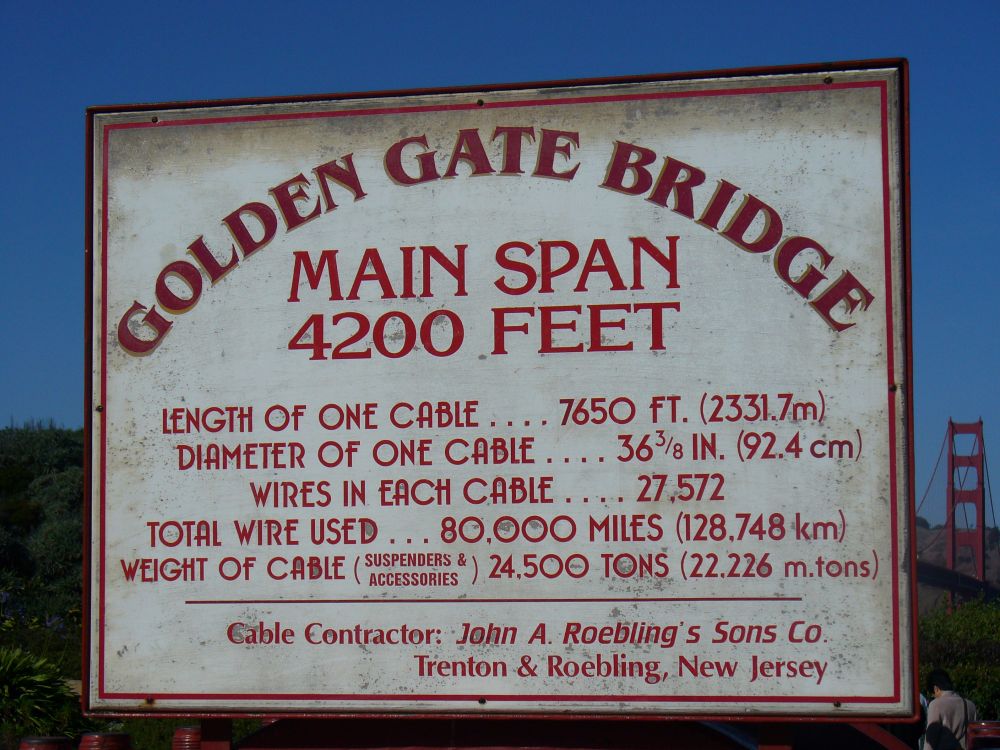 GOLDEN GATE BRIDGE
MAIN SPAN
4200 FEET
LENGTH OF ONE CABLE .... 7650 FT. (2331.7m)
DIAMETER OF ONE CABLE .... 36 3/8 IN. (92.4 cm)
WIRES IN EACH CABLE .... 27,572
TOTAL WIRE USED ... 80,000 MILES (128,748 km)
WEIGHT OF CABLE (SUSPENDERS & ACCESSORIES) 24,500 TONS (22,226 m.tons)
Cable Contractor: John A. Roebling's Sons Co.
Trenton & Roebling, New Jersey